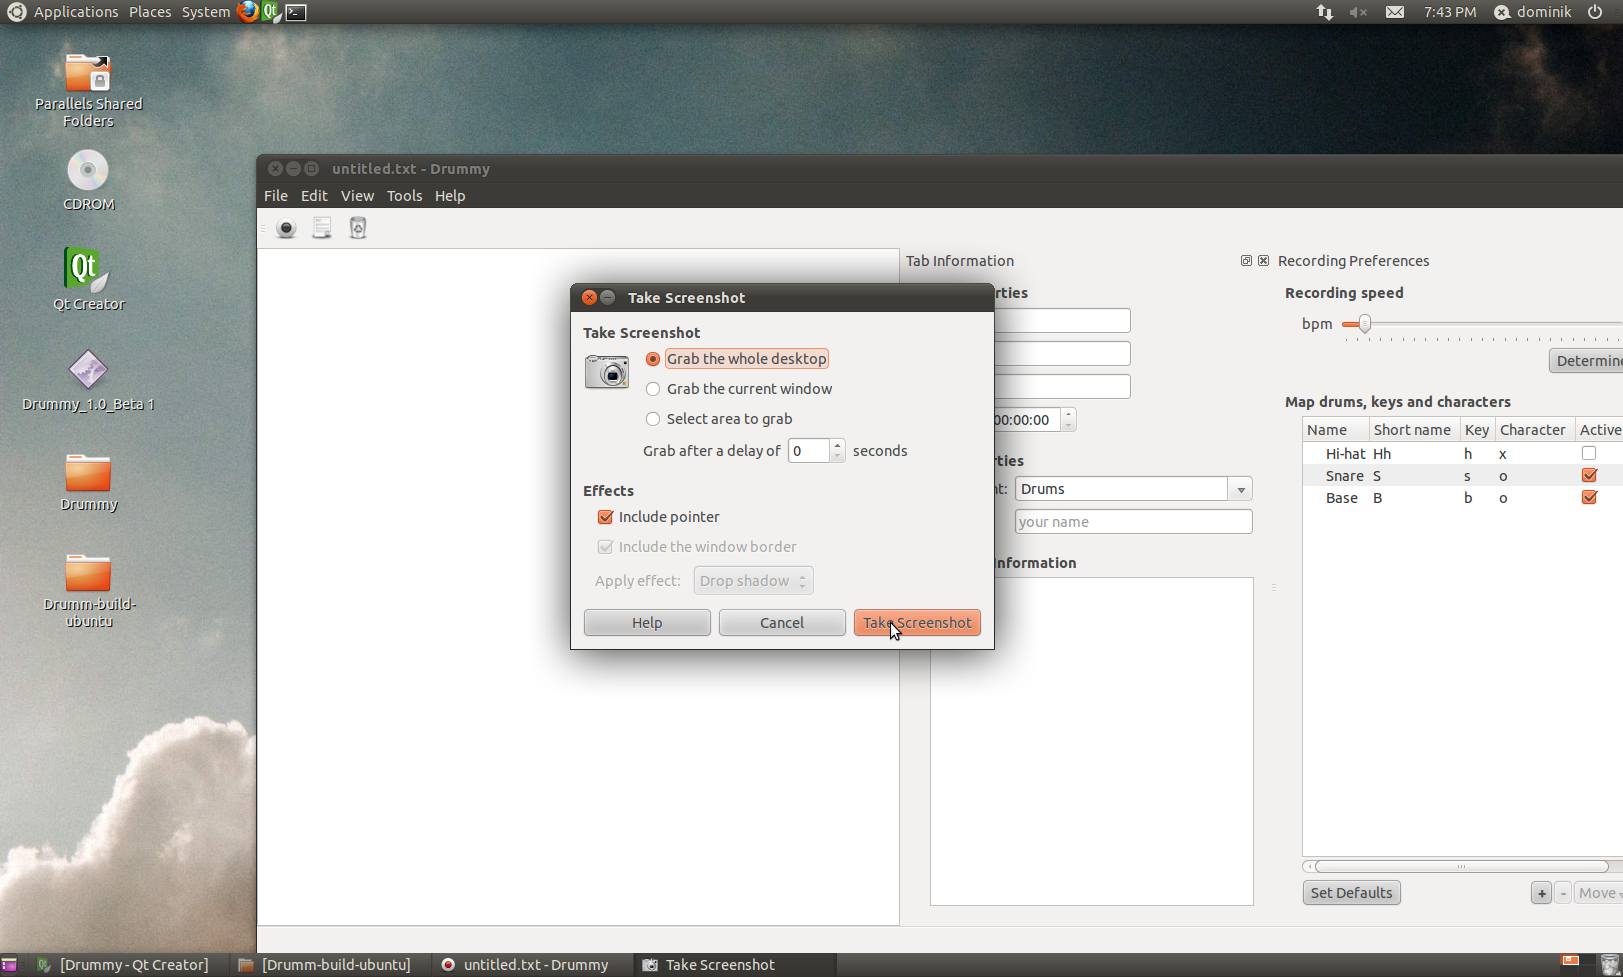 Applications Places System Qt 7:43 PM dominik
Parallels Shared
Folders
CDROM
Qt
Qt Creator
Drummy_1.0_Beta 1
Drummy
Drumm-build-
ubuntu
untitled.txt - Drummy
File Edit View Tools Help
Tab Information
rties
00:00:00
rties
nt: Drums
your name
nformation
Recording Preferences
Recording speed
bpm
Determine
Map drums, keys and characters
Name Short name Key Character Active
Hi-hat Hh h x
Snare S s o
Base B b o
Set Defaults + - Move
Take Screenshot
Take Screenshot
Grab the whole desktop
Grab the current window
Select area to grab
Grab after a delay of 0 seconds
Effects
Include pointer
Include the window border
Apply effect: Drop shadow
Help Cancel Take Screenshot
[Drummy - Qt Creator] [Drumm-build-ubuntu] untitled.txt - Drummy Take Screenshot